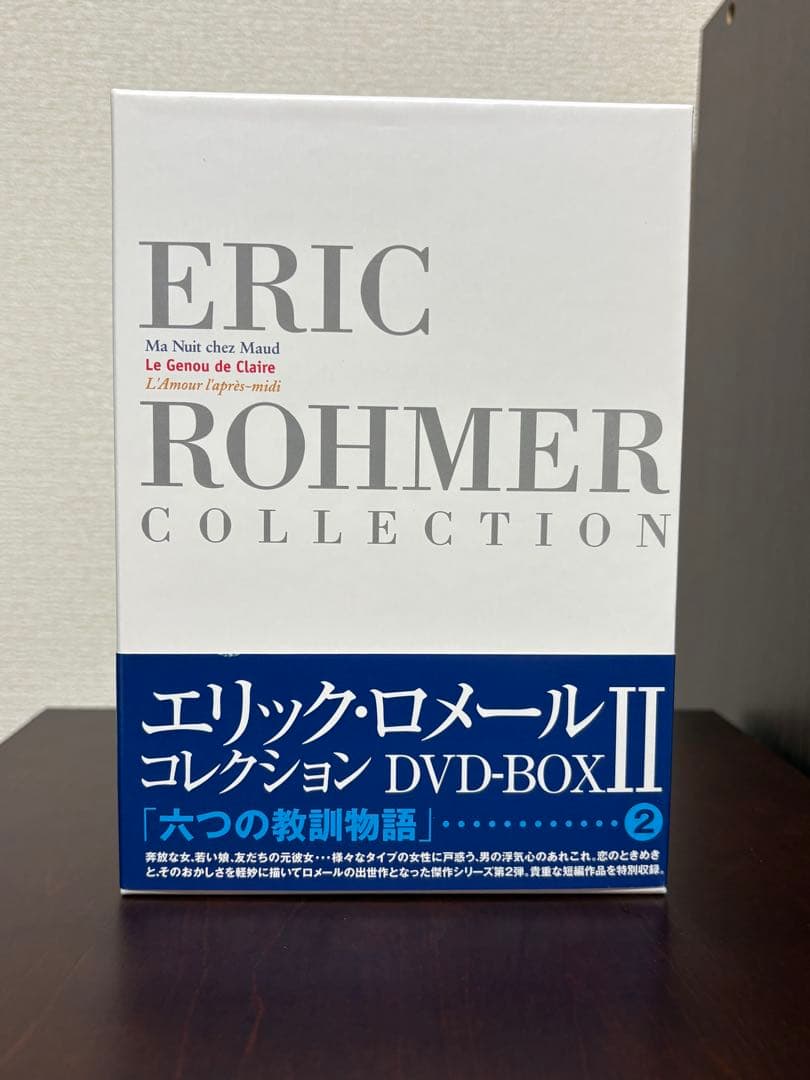 ERIC
Ma Nuit chez Maud
Le Genou de Claire
L'Amour l'après-midi
ROHMER
COLLECTION
エリック・ロメール
コレクション DVD-BOX II
「六つの教訓物語」‥‥‥‥‥‥❷
奔放な女、若い娘、友だちの元彼女･･･様々なタイプの女性に戸惑う、男の浮気心のあれこれ。恋のときめき
と、そのおかしさを軽妙に描いてロメールの出世作となった傑作シリーズ第2弾。貴重な短編作品を特別収録。